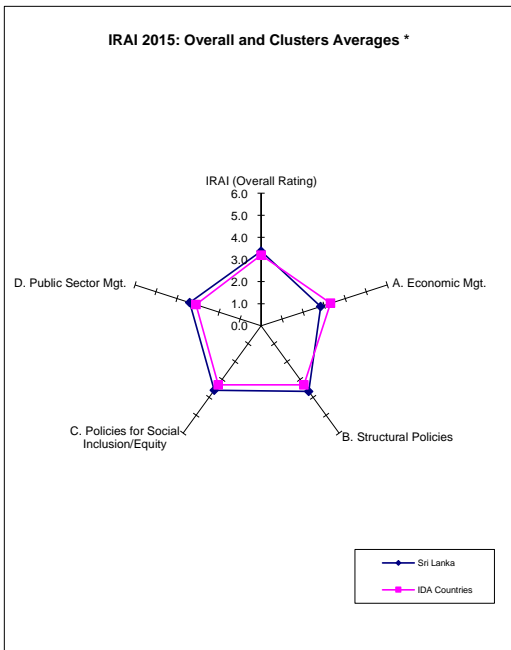 IRAI 2015: Overall and Clusters Averages *
IRAI (Overall Rating)
6.0
5.0
4.0
3.0
2.0
1.0
0.0
D. Public Sector Mgt.
A. Economic Mgt.
C. Policies for Social
Inclusion/Equity
B. Structural Policies
Sri Lanka
IDA Countries